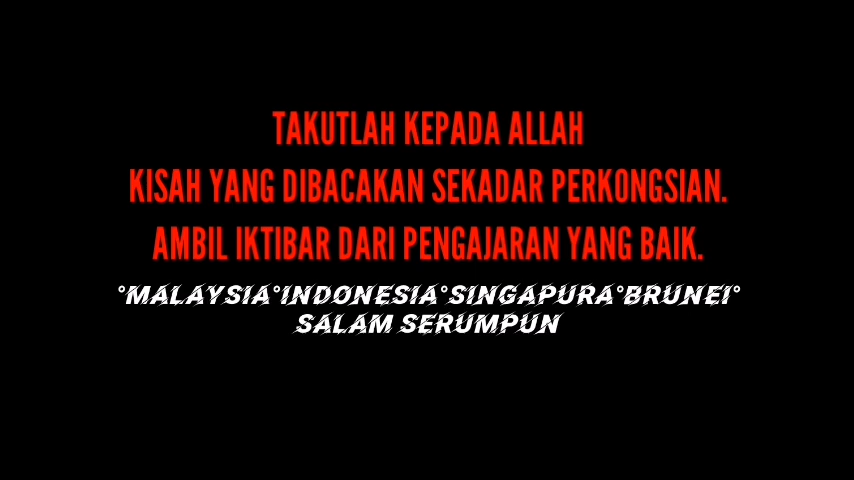 TAKUTLAH KEPADA ALLAH
KISAH YANG DIBACAKAN SEKADAR PERKONGSIAN.
AMBIL IKTIBAR DARI PENGAJARAN YANG BAIK.
°MALAYSIA°INDONESIA°SINGAPURA°BRUNEI°
SALAM SERUMPUN